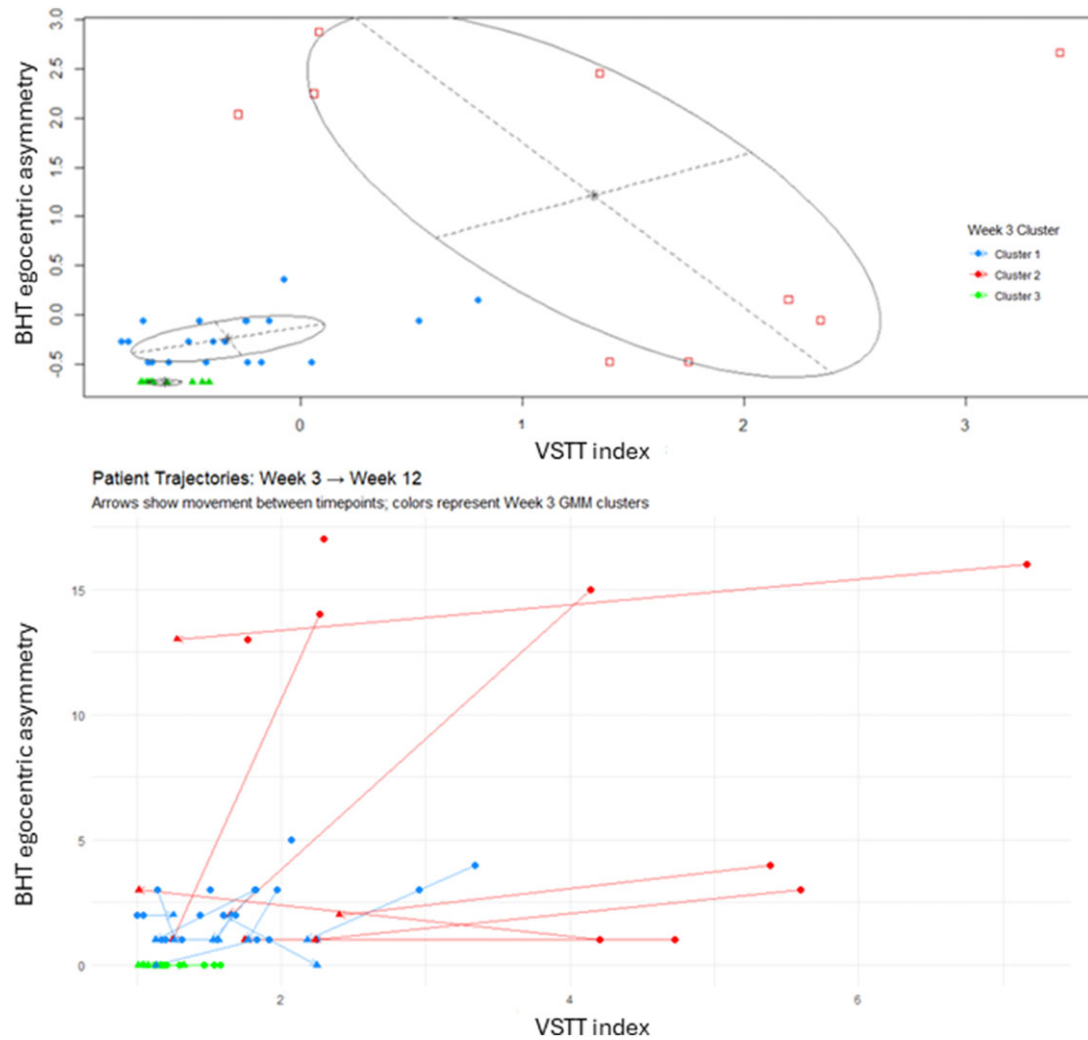 BHT egocentric asymmetry
3.0
2.5
2.0
1.5
1.0
0.5
0.0
-0.5
Week 3 Cluster
Cluster 1
Cluster 2
Cluster 3
0 1 2 3
VSTT index
Patient Trajectories: Week 3 → Week 12
Arrows show movement between timepoints; colors represent Week 3 GMM clusters
BHT egocentric asymmetry
15
10
5
0
2 4 6
VSTT index